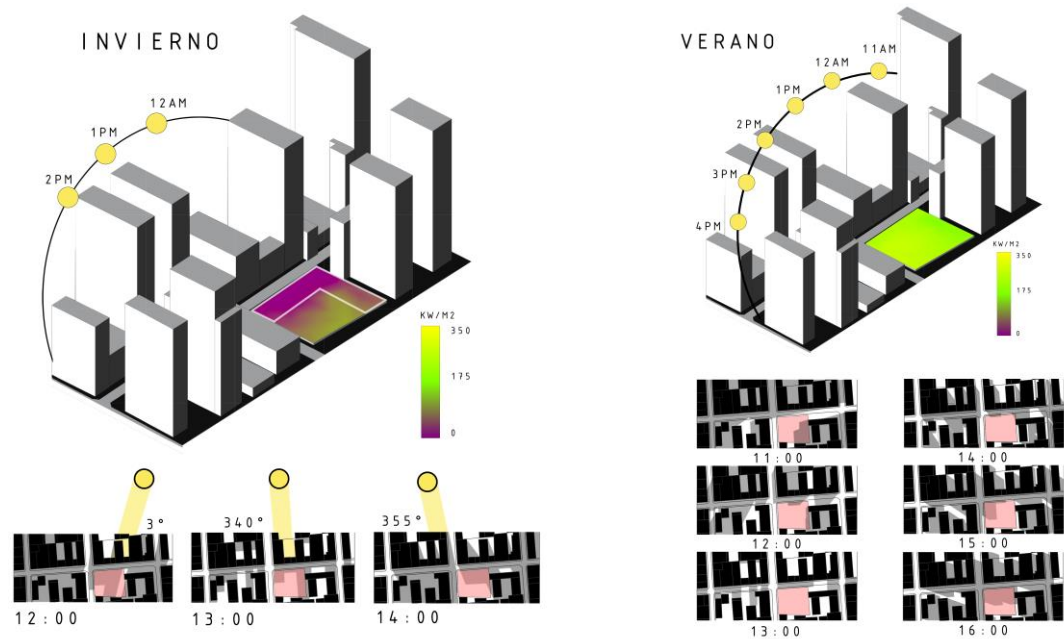 INVIERNO
12AM
1PM
2PM
KW/M2
350
175
0
3°
340°
355°
12:00
13:00
14:00
VERANO
11AM
12AM
1PM
2PM
3PM
4PM
KW/M2
350
175
0
11:00
14:00
12:00
15:00
13:00
16:00